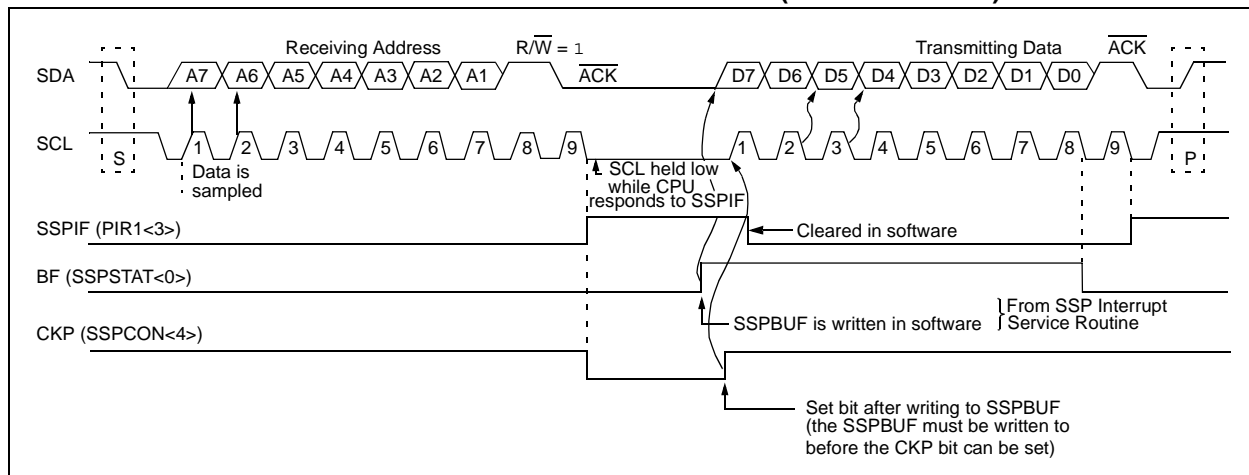 Receiving Address R/W = 1 Transmitting Data ACK
SDA A7 A6 A5 A4 A3 A2 A1 ACK D7 D6 D5 D4 D3 D2 D1 D0
SCL S 1 2 3 4 5 6 7 8 9 1 2 3 4 5 6 7 8 9 P
Data is
sampled
SCL held low
while CPU
responds to SSPIF
SSPIF (PIR1<3>)
Cleared in software
BF (SSPSTAT<0>)
SSPBUF is written in software
From SSP Interrupt
Service Routine
CKP (SSPCON<4>)
Set bit after writing to SSPBUF
(the SSPBUF must be written to
before the CKP bit can be set)